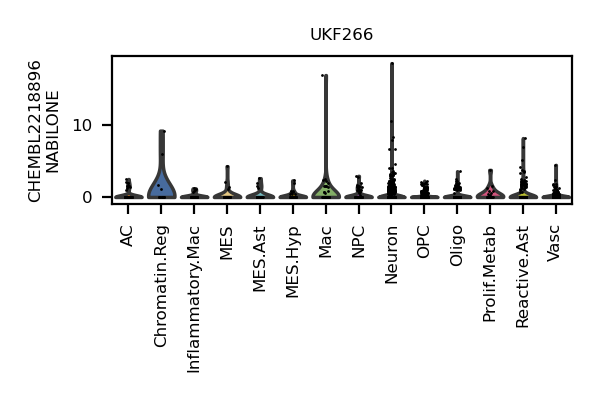 UKF266
CHEMBL2218896
NABILONE
10
0
AC
Chromatin.Reg
Inflammatory.Mac
MES
MES.Ast
MES.Hyp
Mac
NPC
Neuron
OPC
Oligo
Prolif.Metab
Reactive.Ast
Vasc